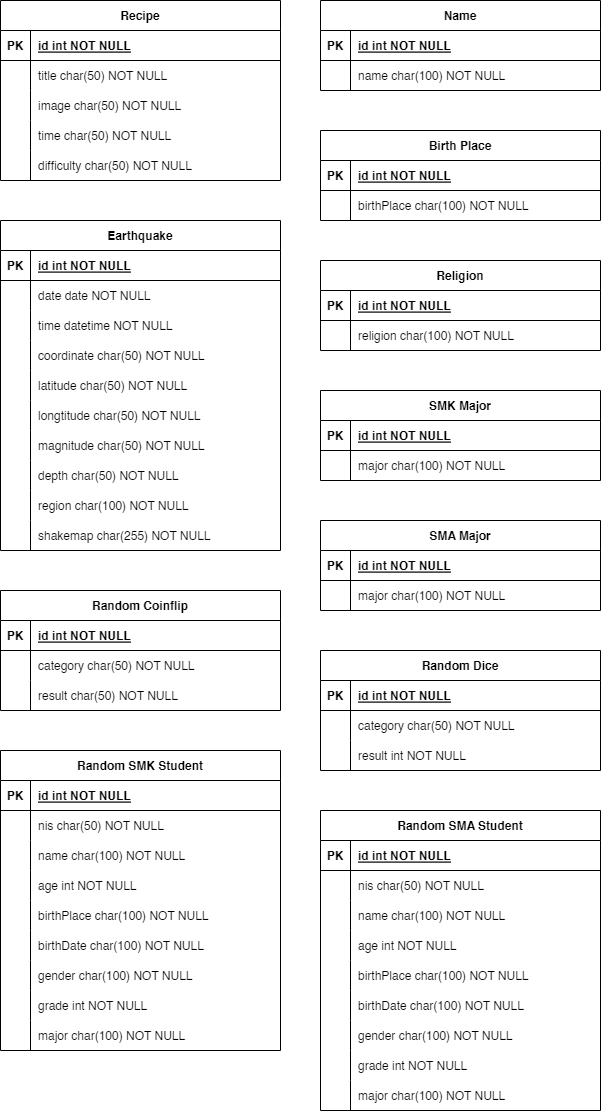 Recipe
PK id int NOT NULL
title char(50) NOT NULL
image char(50) NOT NULL
time char(50) NOT NULL
difficulty char(50) NOT NULL
Earthquake
PK id int NOT NULL
date date NOT NULL
time datetime NOT NULL
coordinate char(50) NOT NULL
latitude char(50) NOT NULL
longtitude char(50) NOT NULL
magnitude char(50) NOT NULL
depth char(50) NOT NULL
region char(100) NOT NULL
shakemap char(255) NOT NULL
Random Coinflip
PK id int NOT NULL
category char(50) NOT NULL
result char(50) NOT NULL
Random SMK Student
PK id int NOT NULL
nis char(50) NOT NULL
name char(100) NOT NULL
age int NOT NULL
birthPlace char(100) NOT NULL
birthDate char(100) NOT NULL
gender char(100) NOT NULL
grade int NOT NULL
major char(100) NOT NULL
Name
PK id int NOT NULL
name char(100) NOT NULL
Birth Place
PK id int NOT NULL
birthPlace char(100) NOT NULL
Religion
PK id int NOT NULL
religion char(100) NOT NULL
SMK Major
PK id int NOT NULL
major char(100) NOT NULL
SMA Major
PK id int NOT NULL
major char(100) NOT NULL
Random Dice
PK id int NOT NULL
category char(50) NOT NULL
result int NOT NULL
Random SMA Student
PK id int NOT NULL
nis char(50) NOT NULL
name char(100) NOT NULL
age int NOT NULL
birthPlace char(100) NOT NULL
birthDate char(100) NOT NULL
gender char(100) NOT NULL
grade int NOT NULL
major char(100) NOT NULL